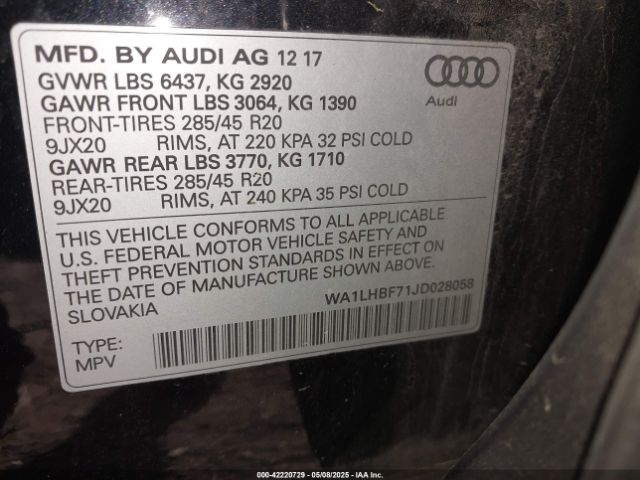 MFD. BY AUDI AG 12 17
GVWR LBS 6437, KG 2920
GAWR FRONT LBS 3064, KG 1390
FRONT-TIRES 285/45 R20
9JX20 RIMS, AT 220 KPA 32 PSI COLD
GAWR REAR LBS 3770, KG 1710
REAR-TIRES 285/45 R20
9JX20 RIMS, AT 240 KPA 35 PSI COLD
Audi
THIS VEHICLE CONFORMS TO ALL APPLICABLE
U.S. FEDERAL MOTOR VEHICLE SAFETY AND
THEFT PREVENTION STANDARDS IN EFFECT ON
THE DATE OF MANUFACTURE SHOWN ABOVE.
SLOVAKIA
WA1LHBF71JD028058
TYPE:
MPV
000-42220729 - 05/08/2025 - IAA Inc.